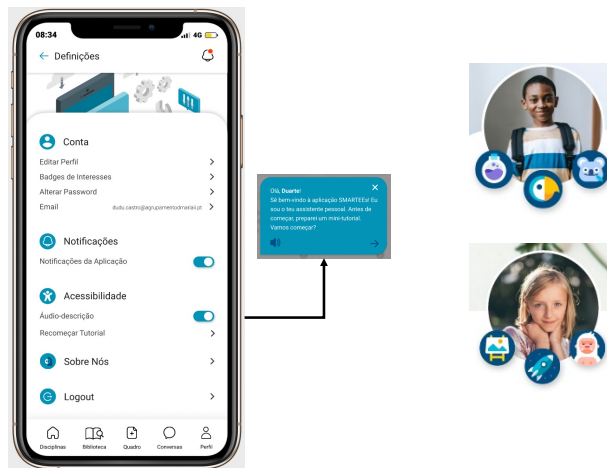 08:34
4G
Definições
Conta
Editar Perfil
Badges de Interesses
Alterar Password
Email dudu.castro@agrupamentodmariaii.pt
Notificações
Notificações da Aplicação
Acessibilidade
Áudio-descrição
Recomeçar Tutorial
Sobre Nós
Logout
Disciplinas Biblioteca Quadro Conversas Perfil
Olá, Duarte!
Sê bem-vindo à aplicação SMARTEEs! Eu
sou o teu assistente pessoal. Antes de
começar, preparei um mini-tutorial.
Vamos começar?